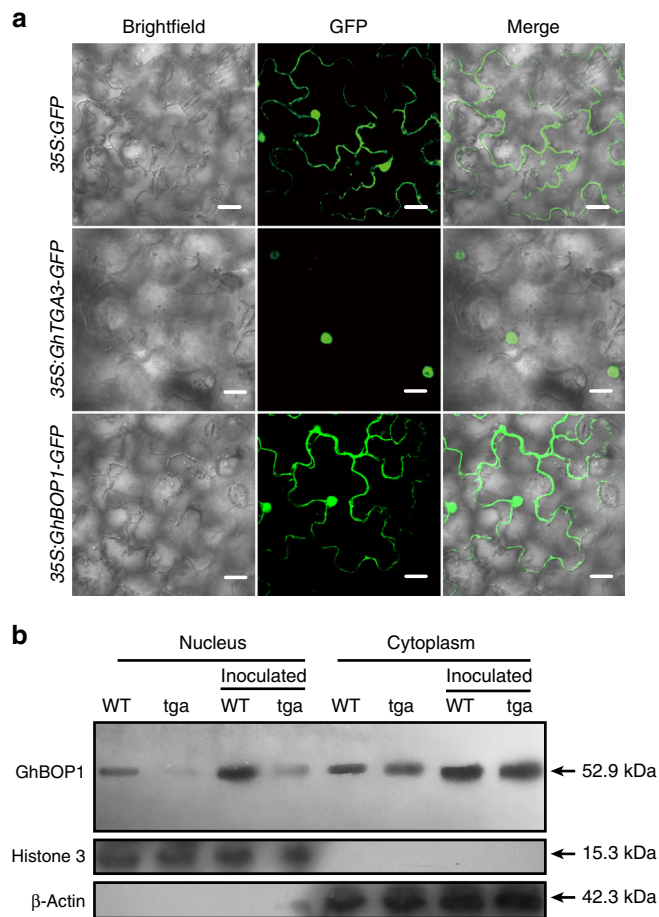 a
Brightfield GFP Merge
35S:GFP
35S:GhTGA3-GFP
35S:GhBOP1-GFP
b
Nucleus Cytoplasm
Inoculated Inoculated
WT tga WT tga WT tga WT tga
GhBOP1 52.9 kDa
Histone 3 15.3 kDa
β-Actin 42.3 kDa